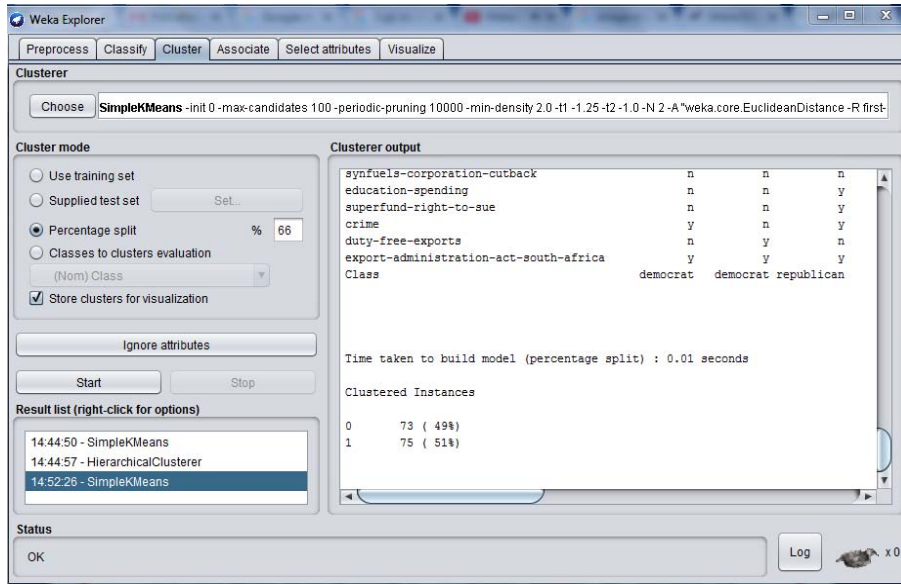 Weka Explorer
Preprocess Classify Cluster Associate Select attributes Visualize
Clusterer
Choose SimpleKMeans -init 0 -max-candidates 100 -periodic-pruning 10000 -min-density 2.0 -t1 -1.25 -t2 -1.0 -N 2 -A "weka.core.EuclideanDistance -R first-
Cluster mode
Use training set
Supplied test set Set...
Percentage split % 66
Classes to clusters evaluation
(Nom) Class
Store clusters for visualization
Ignore attributes
Start Stop
Result list (right-click for options)
14:44:50 - SimpleKMeans
14:44:57 - HierarchicalClusterer
14:52:26 - SimpleKMeans
Clusterer output
synfuels-corporation-cutback n n n
education-spending n n y
superfund-right-to-sue n n y
crime y n y
duty-free-exports n y n
export-administration-act-south-africa y y y
Class democrat democrat republican
Time taken to build model (percentage split) : 0.01 seconds
Clustered Instances
0 73 ( 49%)
1 75 ( 51%)
Status
OK
Log x 0